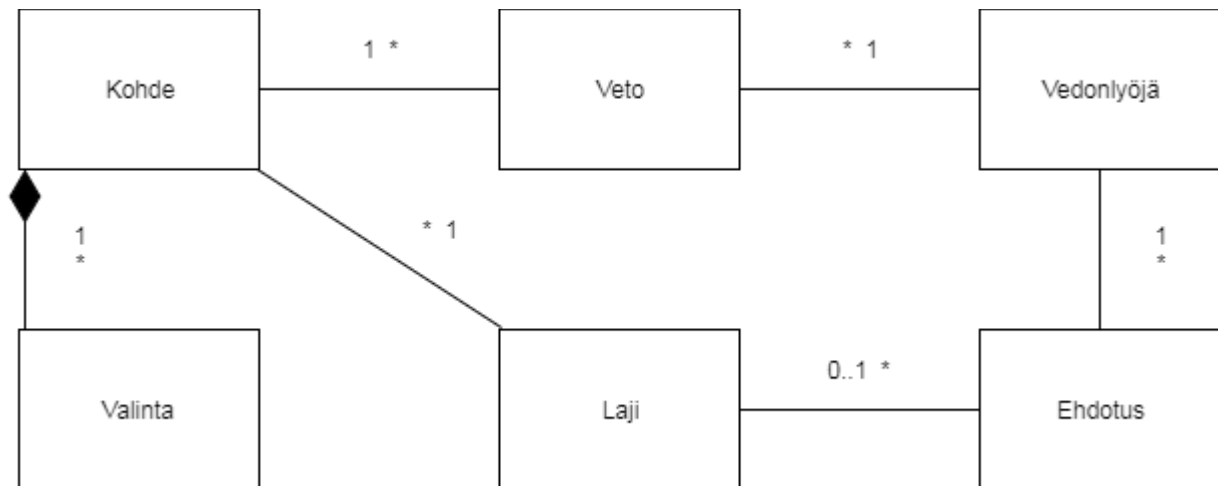 1 *
* 1
Kohde
Veto
Vedonlyöjä
* 1
1
*
1
*
0..1 *
Valinta
Laji
Ehdotus